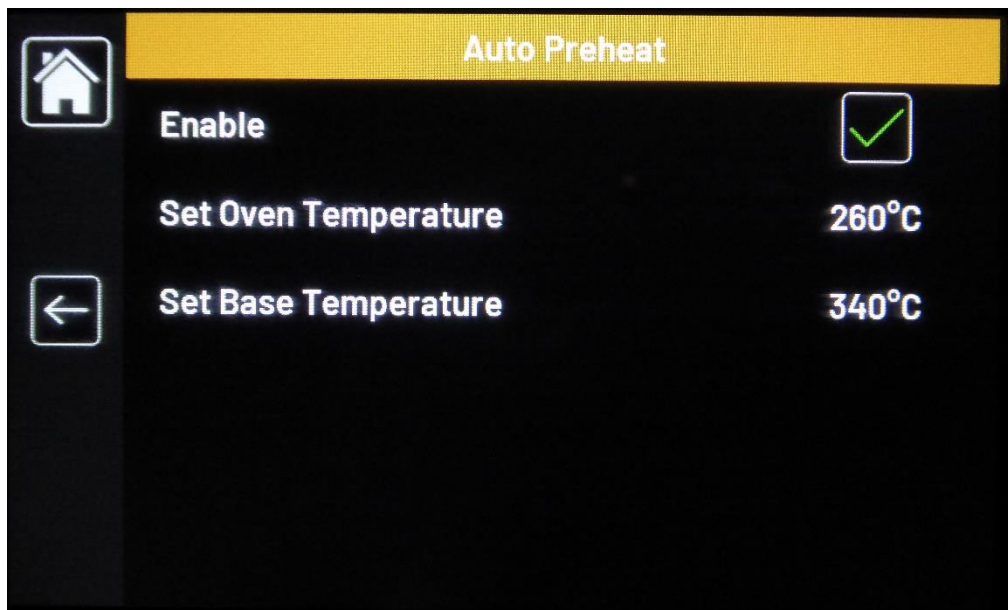 Auto Preheat
Enable
Set Oven Temperature 260°C
Set Base Temperature 340°C